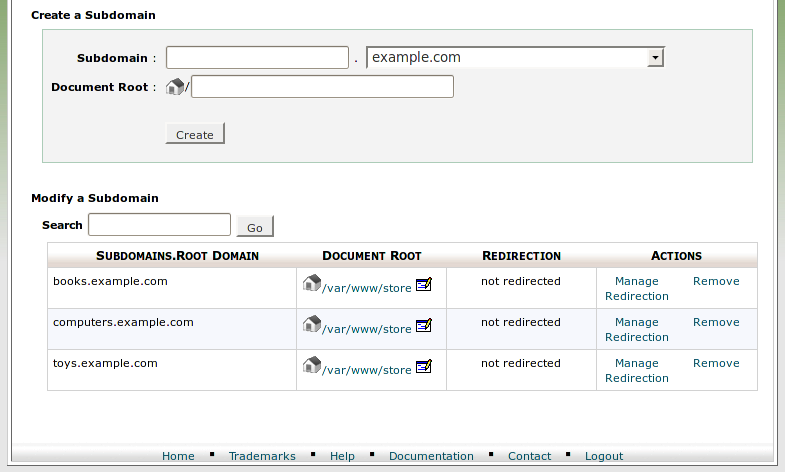 Create a Subdomain
Subdomain : . example.com
Document Root : /
Create
Modify a Subdomain
Search Go
SUBDOMAINS.ROOT DOMAIN DOCUMENT ROOT REDIRECTION ACTIONS
books.example.com /var/www/store not redirected Manage Redirection Remove
computers.example.com /var/www/store not redirected Manage Redirection Remove
toys.example.com /var/www/store not redirected Manage Redirection Remove
Home ▪ Trademarks ▪ Help ▪ Documentation ▪ Contact ▪ Logout